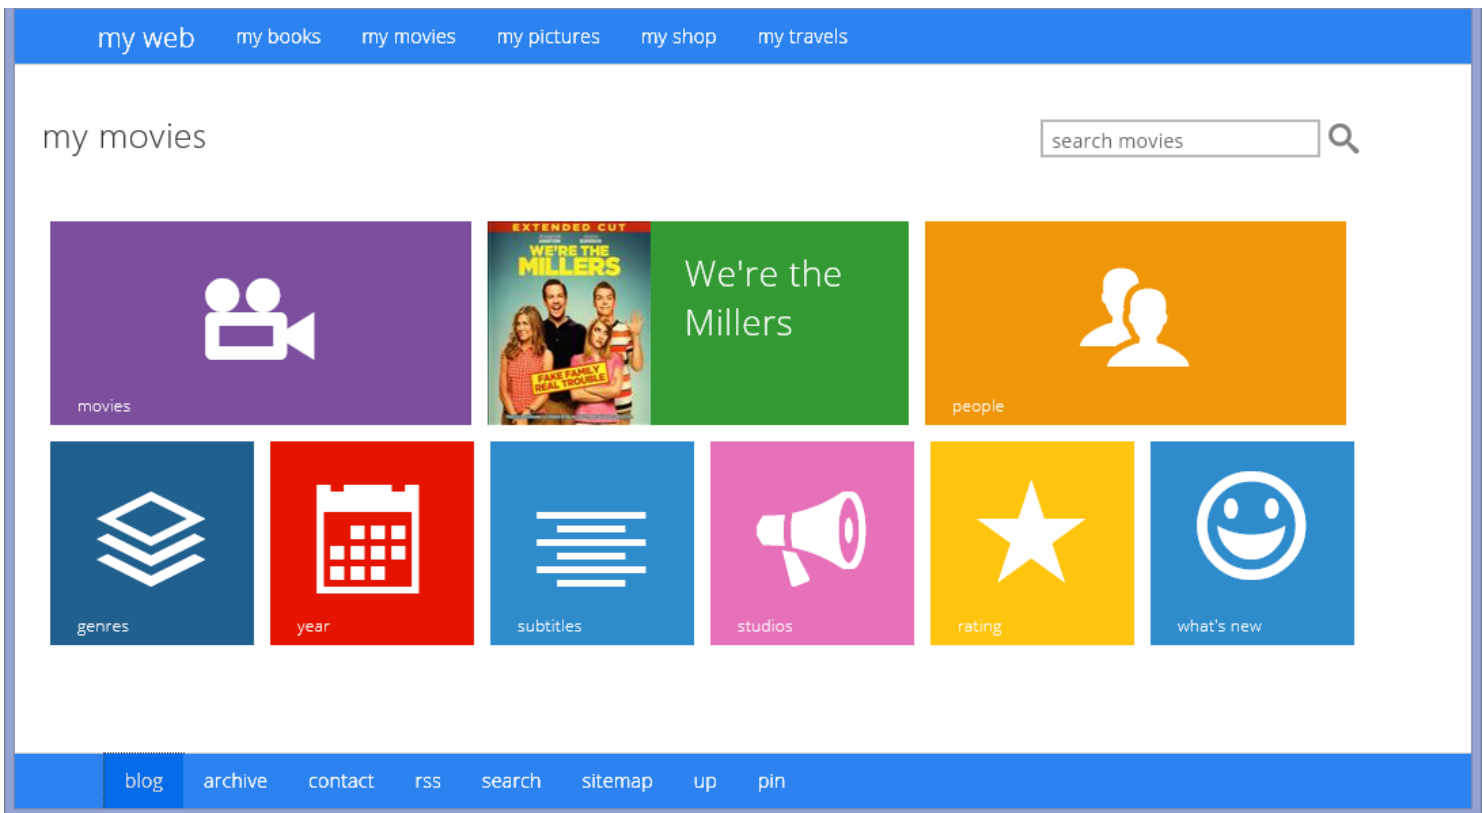 my web my books my movies my pictures my shop my travels
my movies
search movies
EXTENDED CUT
WE'RE THE
MILLERS
FAKE FAMILY
REAL TROUBLE
We're the
Millers
movies
people
genres
year
subtitles
studios
rating
what's new
blog archive contact rss search sitemap up pin